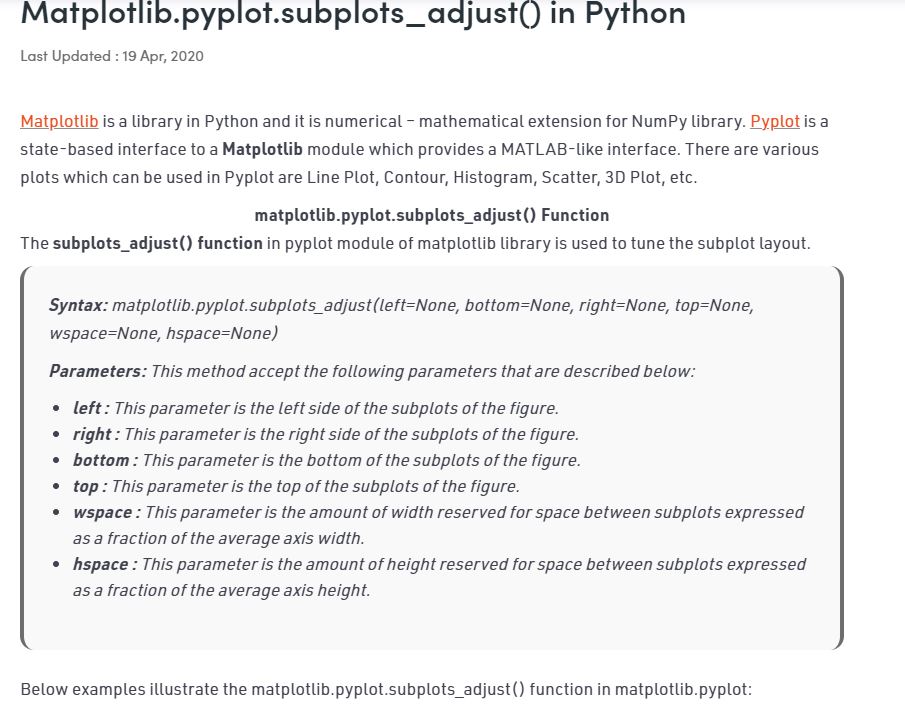 Matplotlib.pyplot.subplots_adjust() in Python
Last Updated : 19 Apr, 2020
Matplotlib is a library in Python and it is numerical – mathematical extension for NumPy library. Pyplot is a
state-based interface to a Matplotlib module which provides a MATLAB-like interface. There are various
plots which can be used in Pyplot are Line Plot, Contour, Histogram, Scatter, 3D Plot, etc.
matplotlib.pyplot.subplots_adjust() Function
The subplots_adjust() function in pyplot module of matplotlib library is used to tune the subplot layout.
Syntax: matplotlib.pyplot.subplots_adjust(left=None, bottom=None, right=None, top=None,
wspace=None, hspace=None)
Parameters: This method accept the following parameters that are described below:
• left : This parameter is the left side of the subplots of the figure.
• right : This parameter is the right side of the subplots of the figure.
• bottom : This parameter is the bottom of the subplots of the figure.
• top : This parameter is the top of the subplots of the figure.
• wspace : This parameter is the amount of width reserved for space between subplots expressed
as a fraction of the average axis width.
• hspace : This parameter is the amount of height reserved for space between subplots expressed
as a fraction of the average axis height.
Below examples illustrate the matplotlib.pyplot.subplots_adjust() function in matplotlib.pyplot: